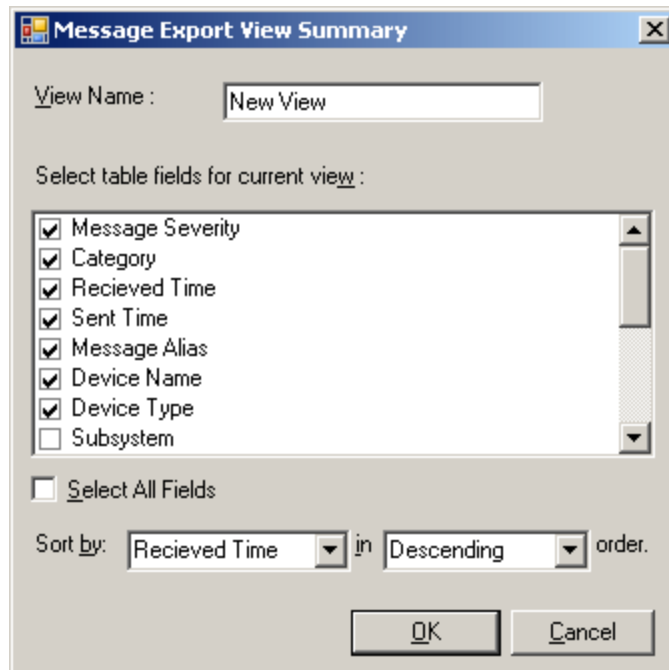 Message Export View Summary
View Name :
New View
Select table fields for current view :
Message Severity
Category
Recieved Time
Sent Time
Message Alias
Device Name
Device Type
Subsystem
Select All Fields
Sort by: Recieved Time in Descending order.
OK Cancel